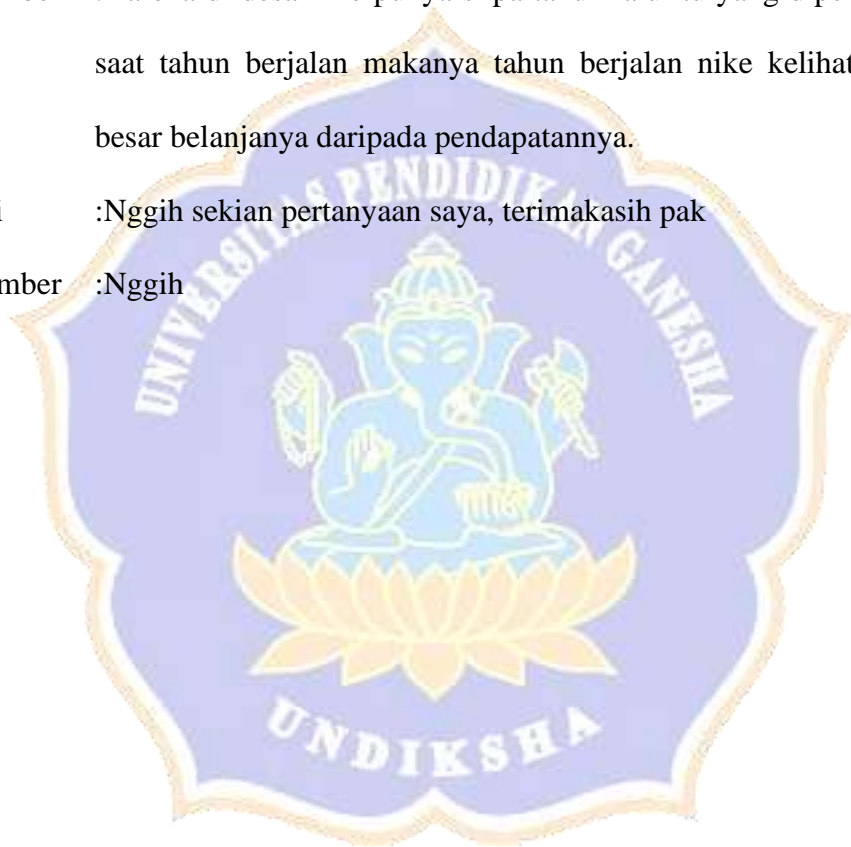 saat tahun berjalan makanya tahun berjalan nike kelihat
besar belanjanya daripada pendapatannya.
i :Nggih sekian pertanyaan saya, terimakasih pak
mber :Nggih
UNIVERSITAS PENDIDIKAN GANESHA
UNDIKSHA